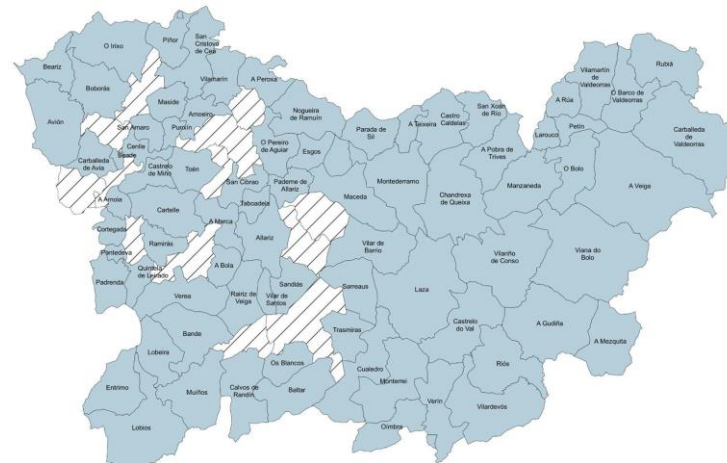 San
Cristovo
de Cea
Piñor
O Irixo
Vilamartín de
Valdeorras
Rubiá
Beariz
Vilamarín
A Peroxa
Boborás
Maside
O Barco de
Valdeorras
A Rúa
Nogueira
de Ramuín
San Xoan
de Río
Castro
Caldelas
Amoeiro
Avión
San Amaro
Punxín
Parada de
Sil
A Teixeira
Petín
Larouco
Carballeda
de
Valdeorras
Cenlle
O Pereiro
de Aguiar
Esgos
A Pobra
de Trives
Beade
Carballeda
de Avia
Castrelo
de Miño
Toén
O Bolo
San Cibrao
Paderne de
Allariz
Montederramo
Maceda
Chandrexa
de Queixa
Manzaneda
A Veiga
A Arnoia
Taboadela
Cartelle
A Merca
Cortegada
Allariz
Ramirás
Vilar de
Barrio
Viana do
Bolo
Pontedeva
Vilariño
de Conso
A Bola
Quintela
de Leirado
Padrenda
Sandiás
Sarreaus
Laza
Verea
Rairiz de
Veiga
Vilar de
Santos
Trasmiras
Castrelo
do Val
A Gudiña
Bande
A Mezquita
Lobeira
Os Blancos
Cualedro
Riós
Entrimo
Muíños
Calvos de
Randín
Baltar
Monterrei
Verín
Vilardevós
Lobios
Oímbra